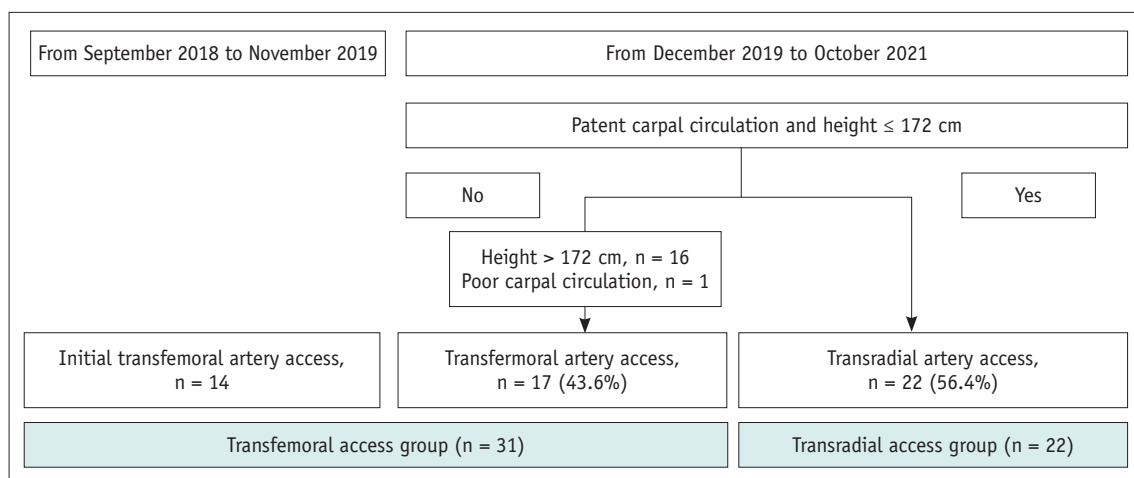 From September 2018 to November 2019
From December 2019 to October 2021
Patent carpal circulation and height ≤ 172 cm
No
Yes
Height > 172 cm, n = 16
Poor carpal circulation, n = 1
Initial transfemoral artery access,
n = 14
Transfermoral artery access,
n = 17 (43.6%)
Transradial artery access,
n = 22 (56.4%)
Transfemoral access group (n = 31)
Transradial access group (n = 22)